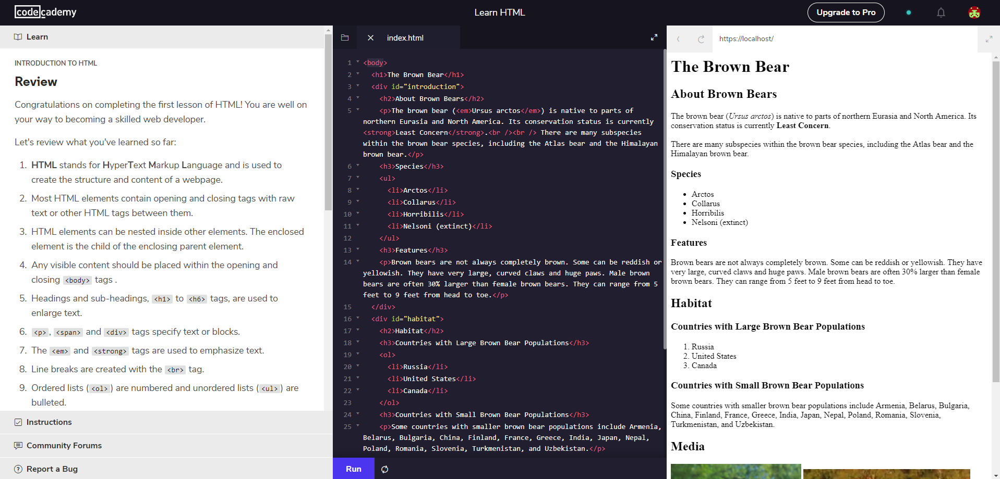 codecademy
Learn HTML
Upgrade to Pro
Learn
INTRODUCTION TO HTML
Review
Congratulations on completing the first lesson of HTML! You are well on
your way to becoming a skilled web developer.
Let's review what you've learned so far:
1. HTML stands for HyperText Markup Language and is used to
create the structure and content of a webpage.
2. Most HTML elements contain opening and closing tags with raw
text or other HTML tags between them.
3. HTML elements can be nested inside other elements. The enclosed
element is the child of the enclosing parent element.
4. Any visible content should be placed within the opening and
closing <body> tags .
5. Headings and sub-headings, <h1> to <h6> tags, are used to
enlarge text.
6. <p>, <span> and <div> tags specify text or blocks.
7. The <em> and <strong> tags are used to emphasize text.
8. Line breaks are created with the <br> tag.
9. Ordered lists (<ol>) are numbered and unordered lists (<ul>) are
bulleted.
Instructions
Community Forums
Report a Bug
index.html
1 <body>
2 <h1>The Brown Bear</h1>
3 <div id="introduction">
4 <h2>About Brown Bears</h2>
5 <p>The brown bear (<em>Ursus arctos</em>) is native to parts of
northern Eurasia and North America. Its conservation status is currently
<strong>Least Concern</strong>.<br /><br /> There are many subspecies
within the brown bear species, including the Atlas bear and the Himalayan
brown bear.</p>
6 <h3>Species</h3>
7 <ul>
8 <li>Arctos</li>
9 <li>Collarus</li>
10 <li>Horribilis</li>
11 <li>Nelsoni (extinct)</li>
12 </ul>
13 <h3>Features</h3>
14 <p>Brown bears are not always completely brown. Some can be reddish or
yellowish. They have very large, curved claws and huge paws. Male brown
bears are often 30% larger than female brown bears. They can range from 5
feet to 9 feet from head to toe.</p>
15 </div>
16 <div id="habitat">
17 <h2>Habitat</h2>
18 <h3>Countries with Large Brown Bear Populations</h3>
19 <ol>
20 <li>Russia</li>
21 <li>United States</li>
22 <li>Canada</li>
23 </ol>
24 <h3>Countries with Small Brown Bear Populations</h3>
25 <p>Some countries with smaller brown bear populations include Armenia,
Belarus, Bulgaria, China, Finland, France, Greece, India, Japan, Nepal,
Poland, Romania, Slovenia, Turkmenistan, and Uzbekistan.</p>
Run
https://localhost/
The Brown Bear
About Brown Bears
The brown bear (Ursus arctos) is native to parts of northern Eurasia and North America. Its
conservation status is currently Least Concern.
There are many subspecies within the brown bear species, including the Atlas bear and the
Himalayan brown bear.
Species
• Arctos
• Collarus
• Horribilis
• Nelsoni (extinct)
Features
Brown bears are not always completely brown. Some can be reddish or yellowish. They have
very large, curved claws and huge paws. Male brown bears are often 30% larger than female
brown bears. They can range from 5 feet to 9 feet from head to toe.
Habitat
Countries with Large Brown Bear Populations
1. Russia
2. United States
3. Canada
Countries with Small Brown Bear Populations
Some countries with smaller brown bear populations include Armenia, Belarus, Bulgaria,
China, Finland, France, Greece, India, Japan, Nepal, Poland, Romania, Slovenia,
Turkmenistan, and Uzbekistan.
Media